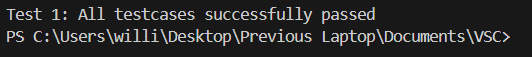 Test 1: All testcases successfully passed
PS C:\Users\willi\Desktop\Previous Laptop\Documents\VSC>